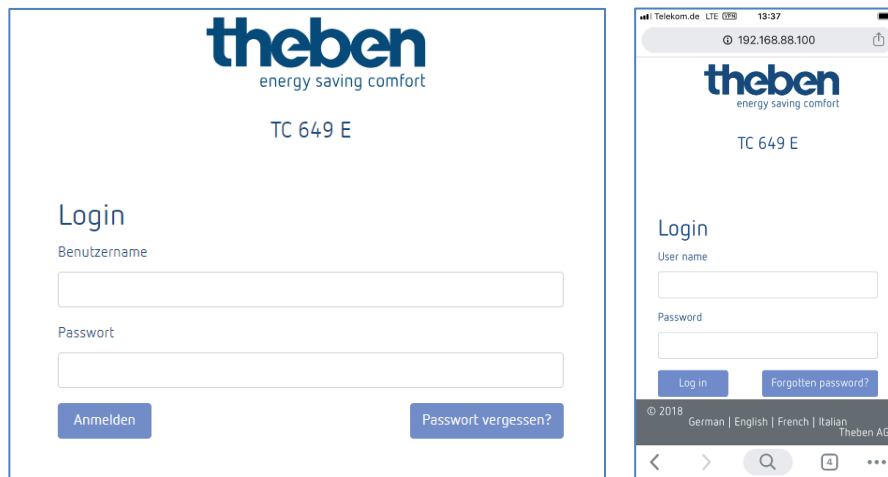 theben
energy saving comfort
TC 649 E
Login
Benutzername
Passwort
Anmelden Passwort vergessen?
Telekom.de LTE VPN 13:37
192.168.88.100
theben
energy saving comfort
TC 649 E
Login
User name
Password
Log in Forgotten password?
© 2018
German | English | French | Italian
Theben AG
4